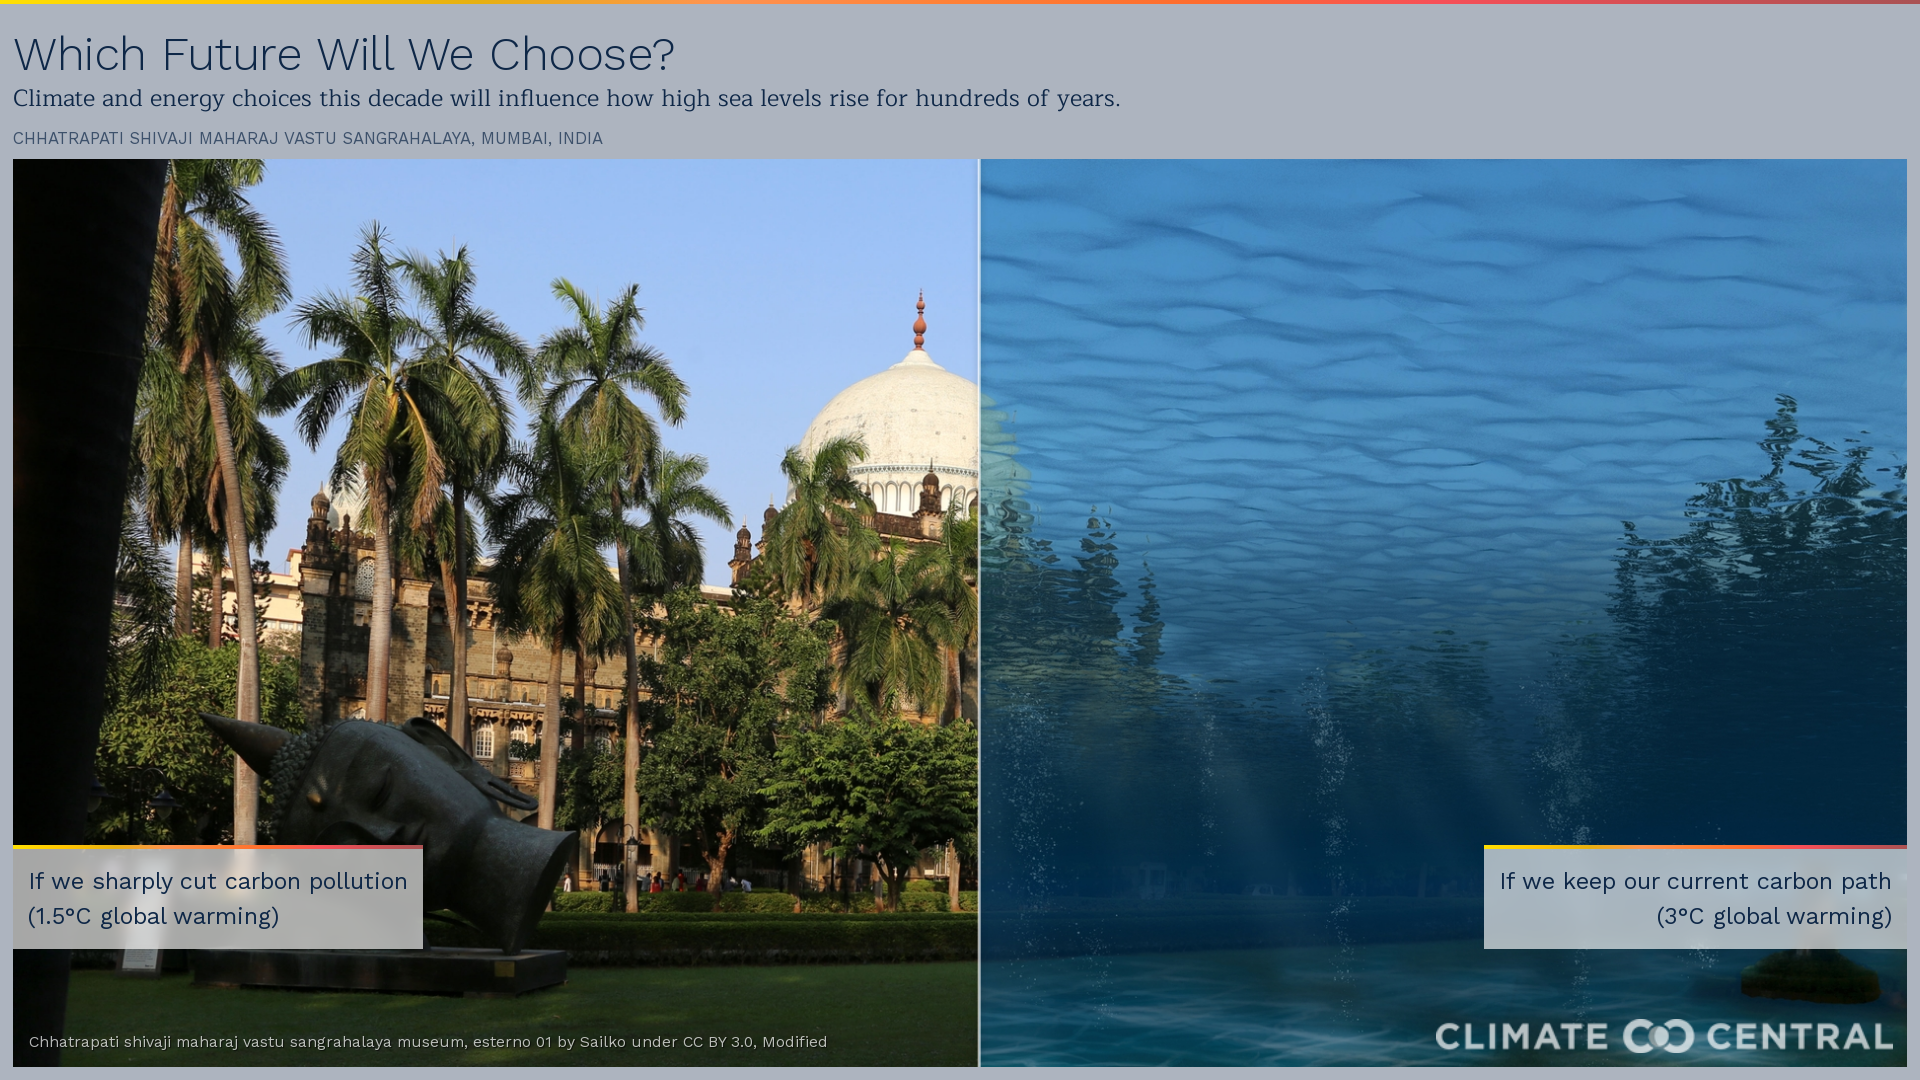 Which Future Will We Choose?
Climate and energy choices this decade will influence how high sea levels rise for hundreds of years.
CHHATRAPATI SHIVAJI MAHARAJ VASTU SANGRAHALAYA, MUMBAI, INDIA
If we sharply cut carbon pollution
(1.5°C global warming)
If we keep our current carbon path
(3°C global warming)
Chhatrapati shivaji maharaj vastu sangrahalaya museum, esterno 01 by Sailko under CC BY 3.0, Modified
CLIMATE CENTRAL